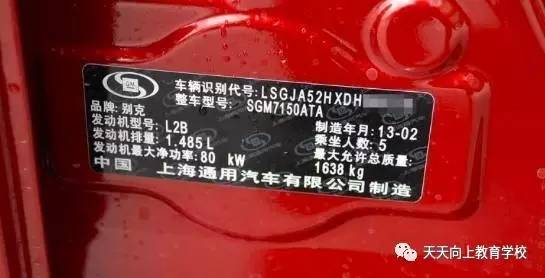 GM
车辆识别代号:LSGJA52HXDH
整车型号: SGM7150ATA
品牌:别克
发动机型号:L2B 制造年月:13-02
发动机排量:1.485L 乘坐人数:5
发动机最大净功率:80 kW 最大允许总质量:
1638kg
中国 上海通用汽车有限公司制造
天天向上教育学校